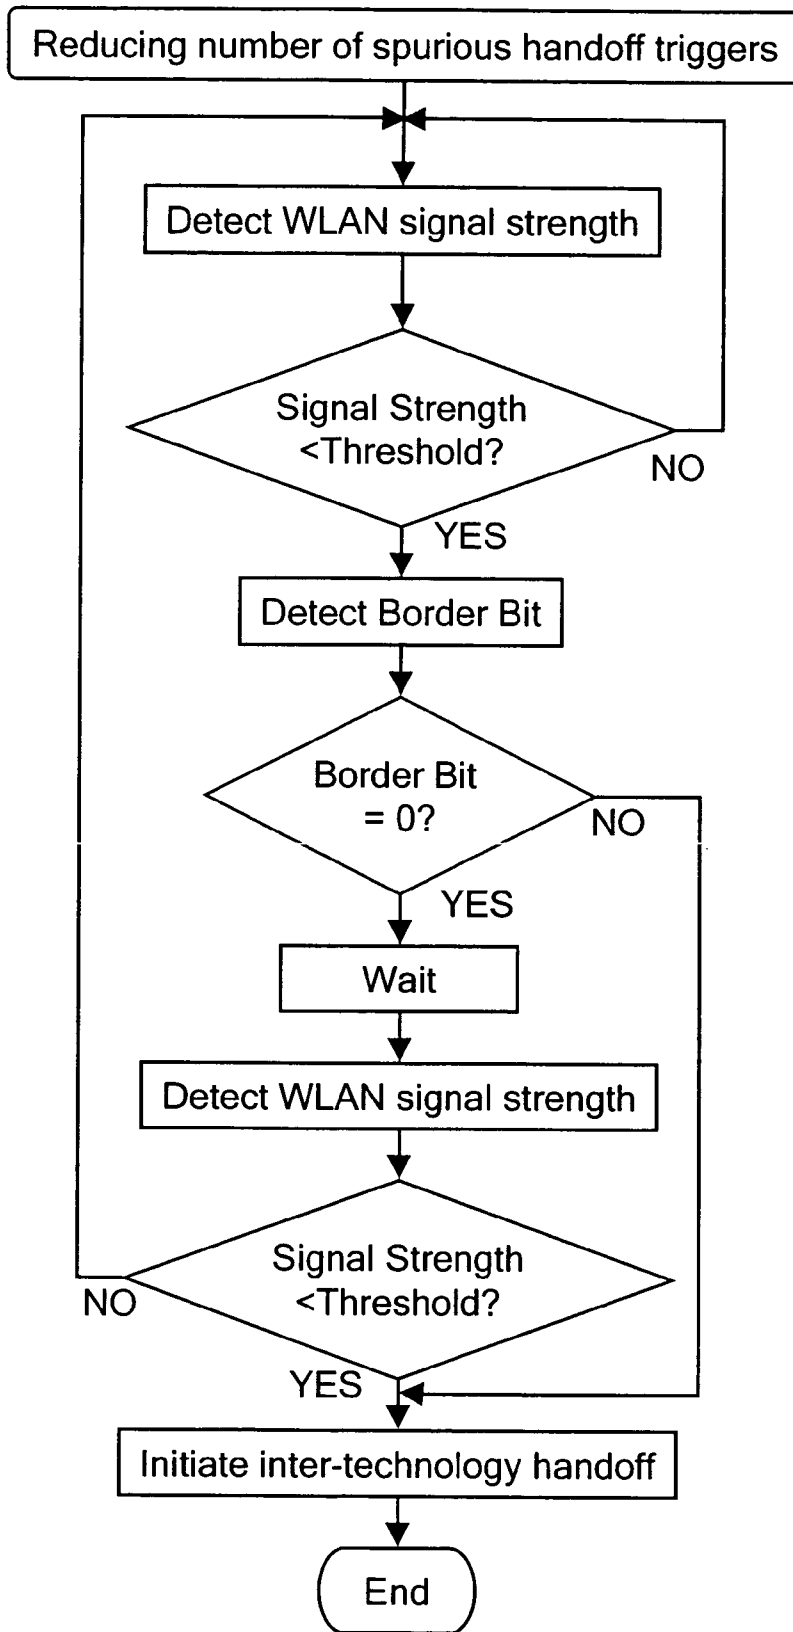 Reducing number of spurious handoff triggers
Detect WLAN signal strength
Signal Strength
<Threshold?
NO
YES
Detect Border Bit
Border Bit
= 0?
NO
YES
Wait
Detect WLAN signal strength
Signal Strength
<Threshold?
NO
YES
Initiate inter-technology handoff
End